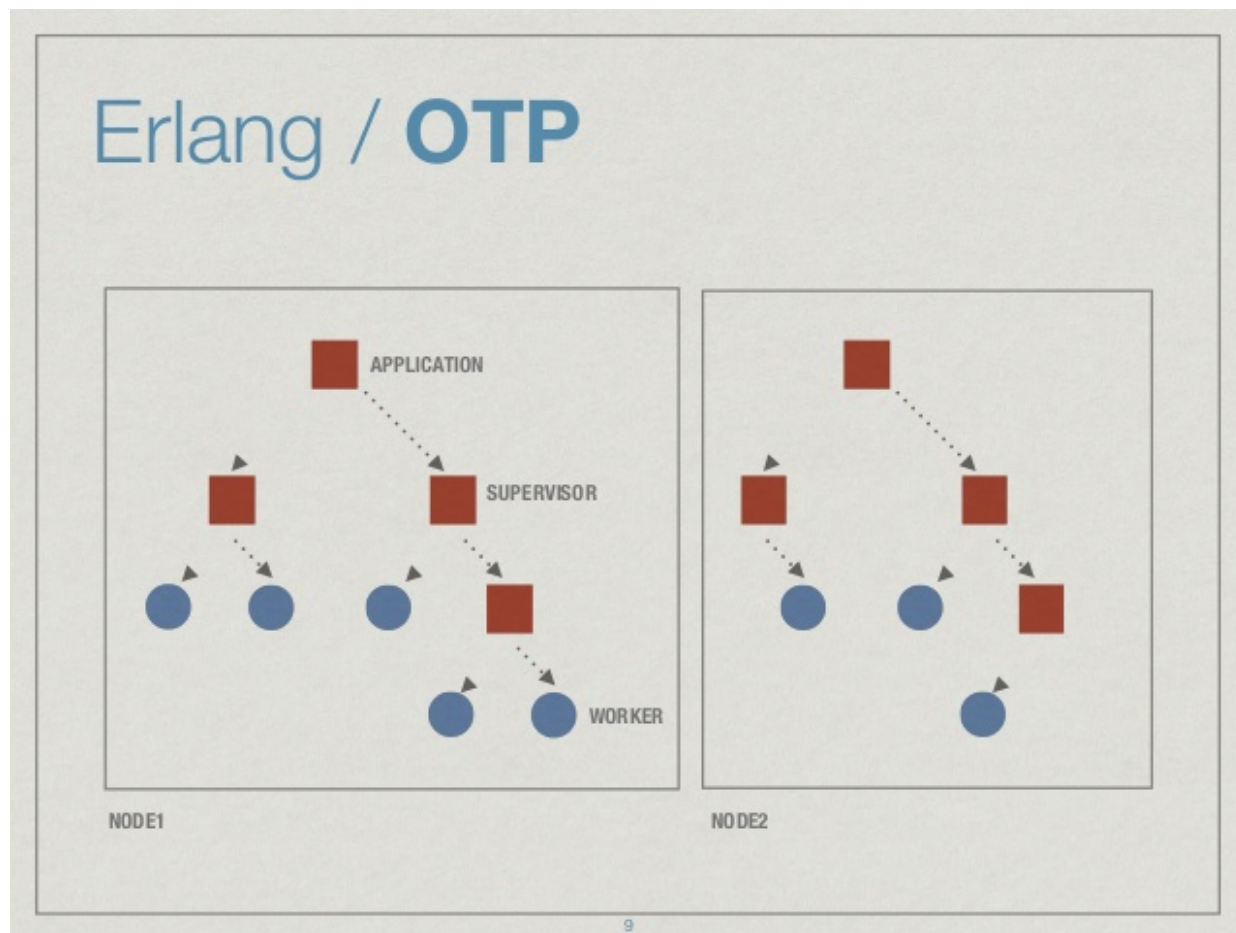 Erlang / OTP
APPLICATION
SUPERVISOR
WORKER
NODE1
NODE2
9